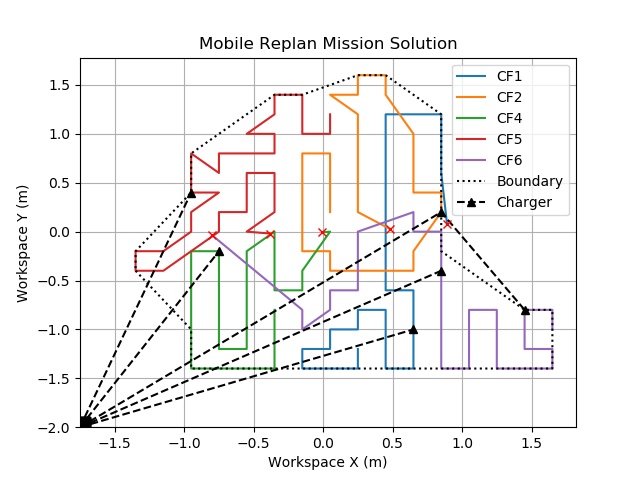 Mobile Replan Mission Solution
CF1
CF2
CF4
CF5
CF6
Boundary
Charger
Workspace Y (m)
1.5
1.0
0.5
0.0
−0.5
−1.0
−1.5
−2.0
−1.5 −1.0 −0.5 0.0 0.5 1.0 1.5
Workspace X (m)